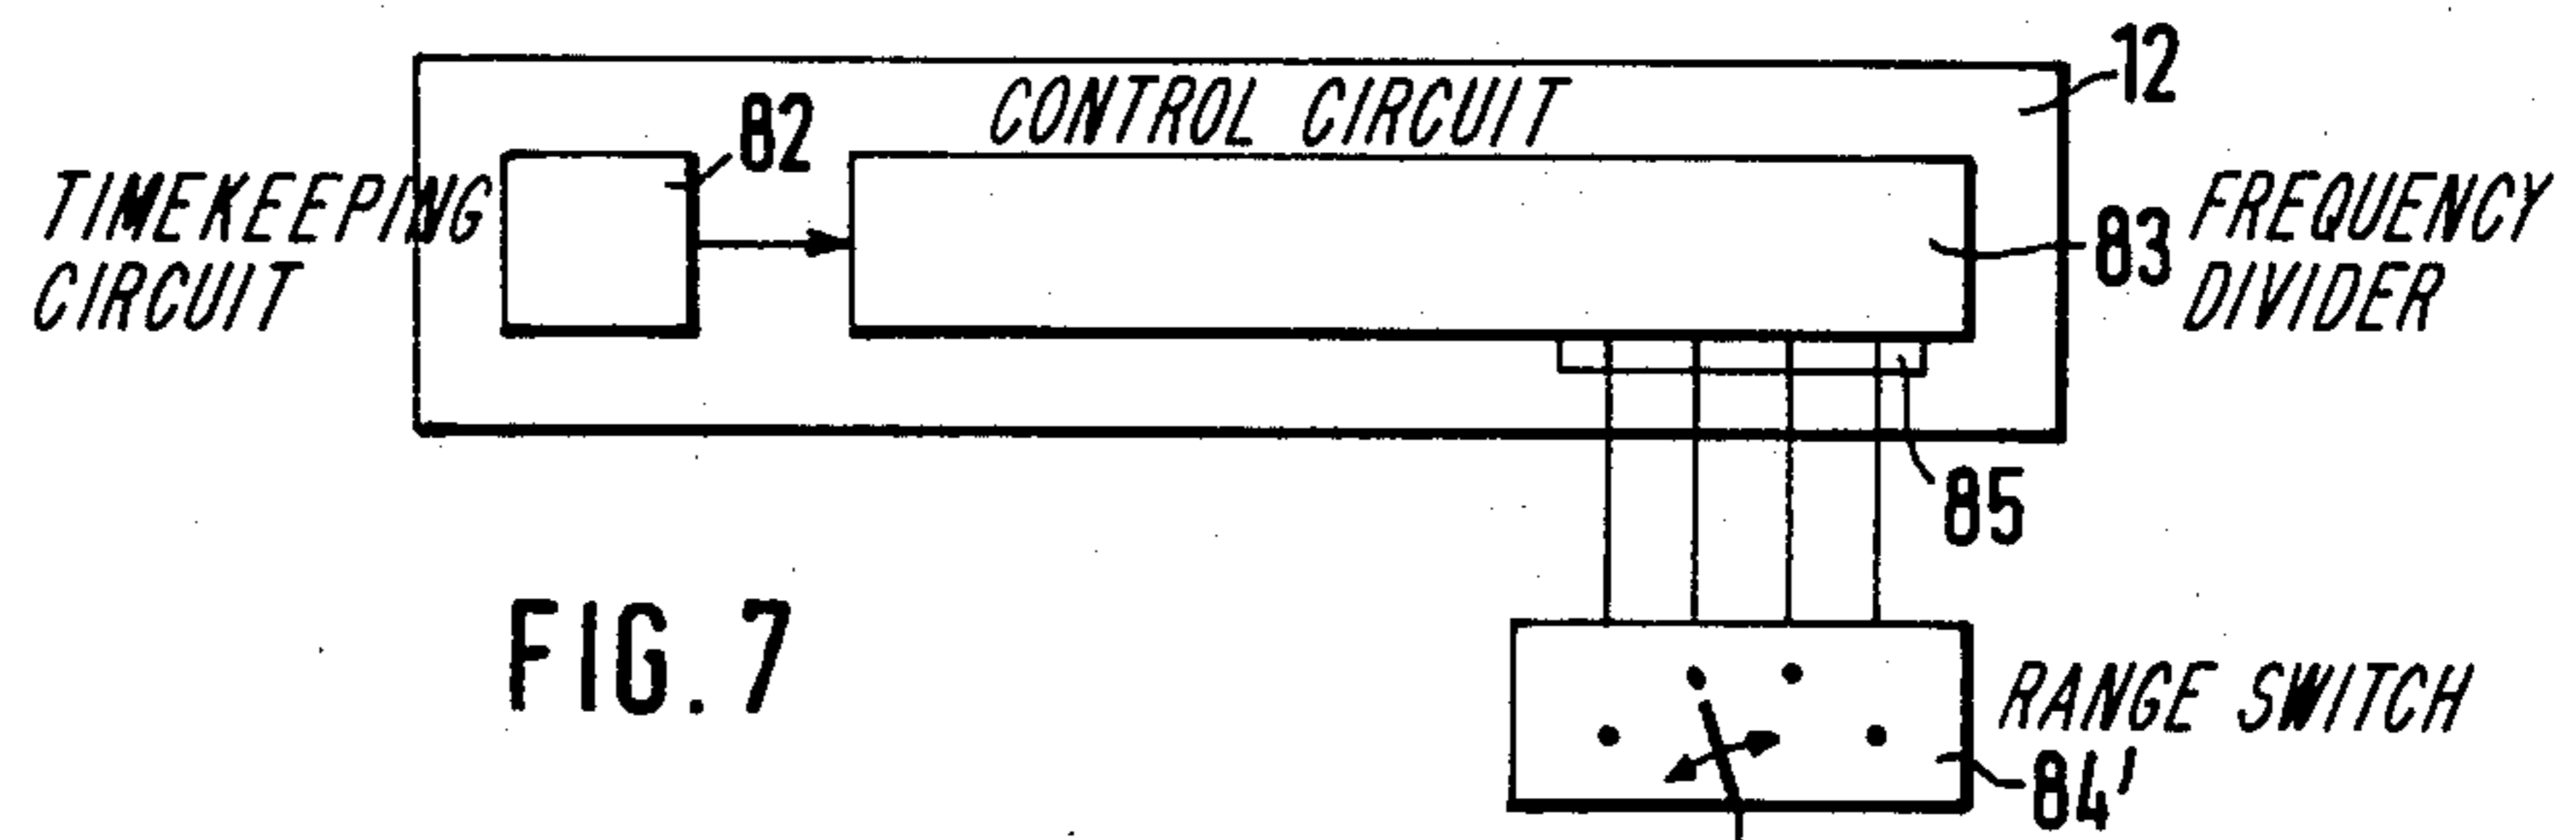 12
CONTROL CIRCUIT
82
TIMEKEEPING
CIRCUIT
83
FREQUENCY
DIVIDER
85
FIG. 7
RANGE SWITCH
84'